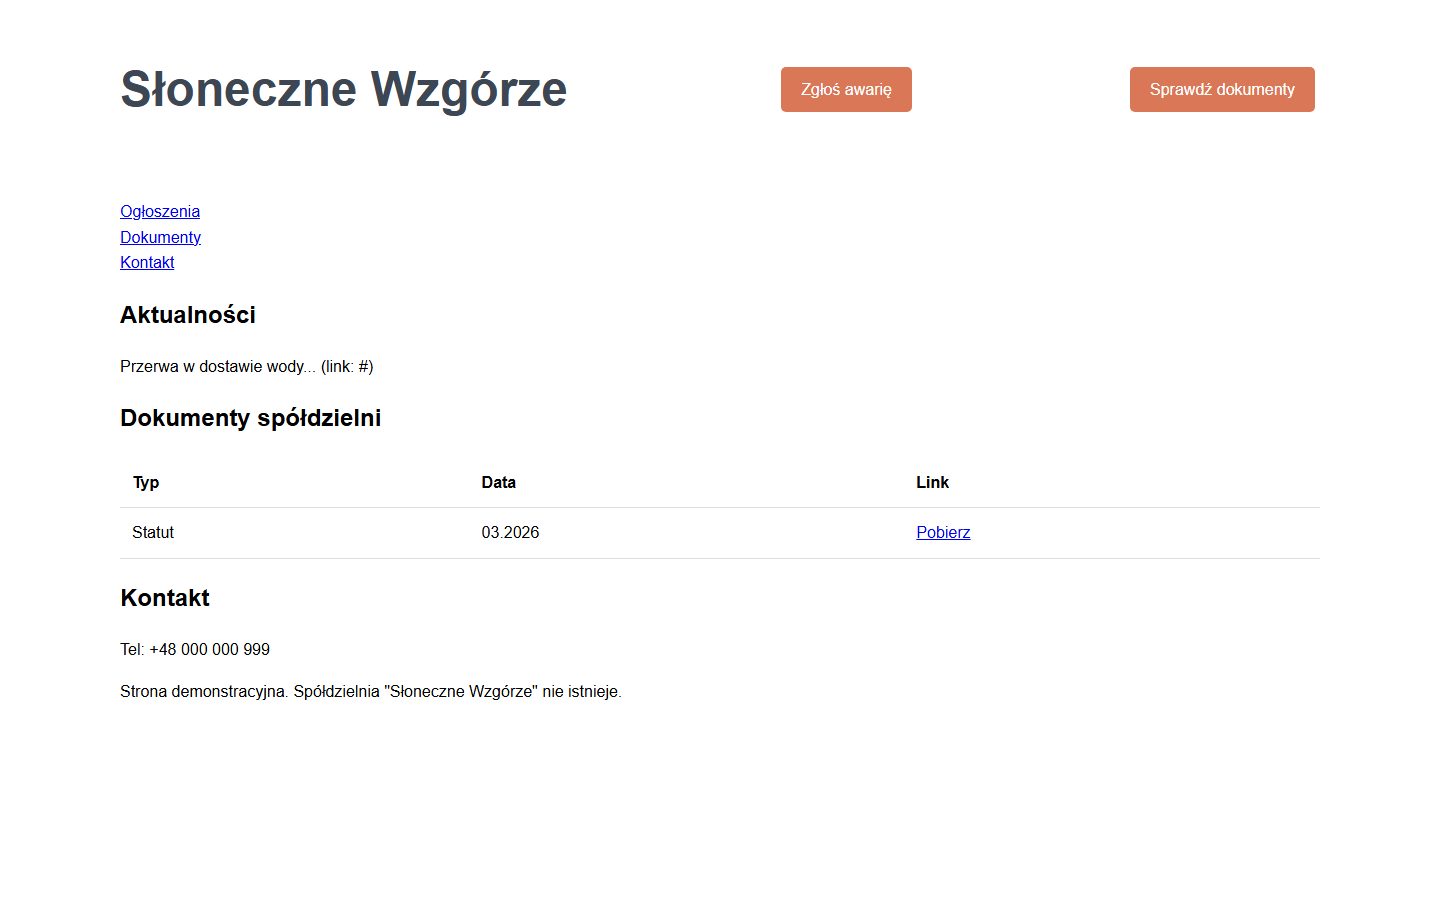 Słoneczne Wzgórze
Zgłoś awarię
Sprawdź dokumenty
Ogłoszenia
Dokumenty
Kontakt
Aktualności
Przerwa w dostawie wody... (link: #)
Dokumenty spółdzielni
Typ Data Link
Statut 03.2026 Pobierz
Kontakt
Tel: +48 000 000 999
Strona demonstracyjna. Spółdzielnia "Słoneczne Wzgórze" nie istnieje.